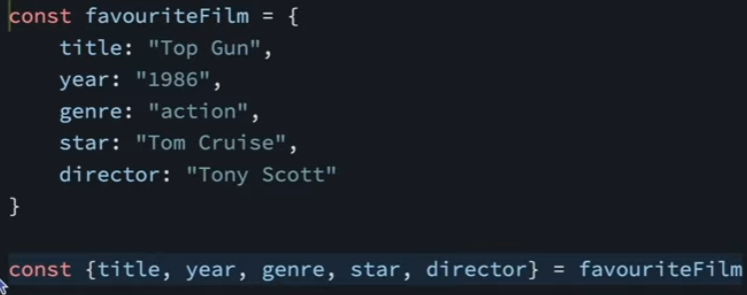 const favouriteFilm = {
    title: "Top Gun",
    year: "1986",
    genre: "action",
    star: "Tom Cruise",
    director: "Tony Scott"
}
const {title, year, genre, star, director} = favouriteFilm